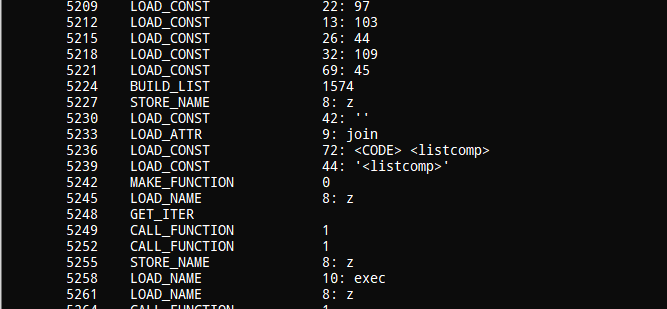 5209 LOAD_CONST 22: 97
5212 LOAD_CONST 13: 103
5215 LOAD_CONST 26: 44
5218 LOAD_CONST 32: 109
5221 LOAD_CONST 69: 45
5224 BUILD_LIST 1574
5227 STORE_NAME 8: z
5230 LOAD_CONST 42: ''
5233 LOAD_ATTR 9: join
5236 LOAD_CONST 72: <CODE> <listcomp>
5239 LOAD_CONST 44: '<listcomp>'
5242 MAKE_FUNCTION 0
5245 LOAD_NAME 8: z
5248 GET_ITER
5249 CALL_FUNCTION 1
5252 CALL_FUNCTION 1
5255 STORE_NAME 8: z
5258 LOAD_NAME 10: exec
5261 LOAD_NAME 8: z
5264 CALL_FUNCTION 1